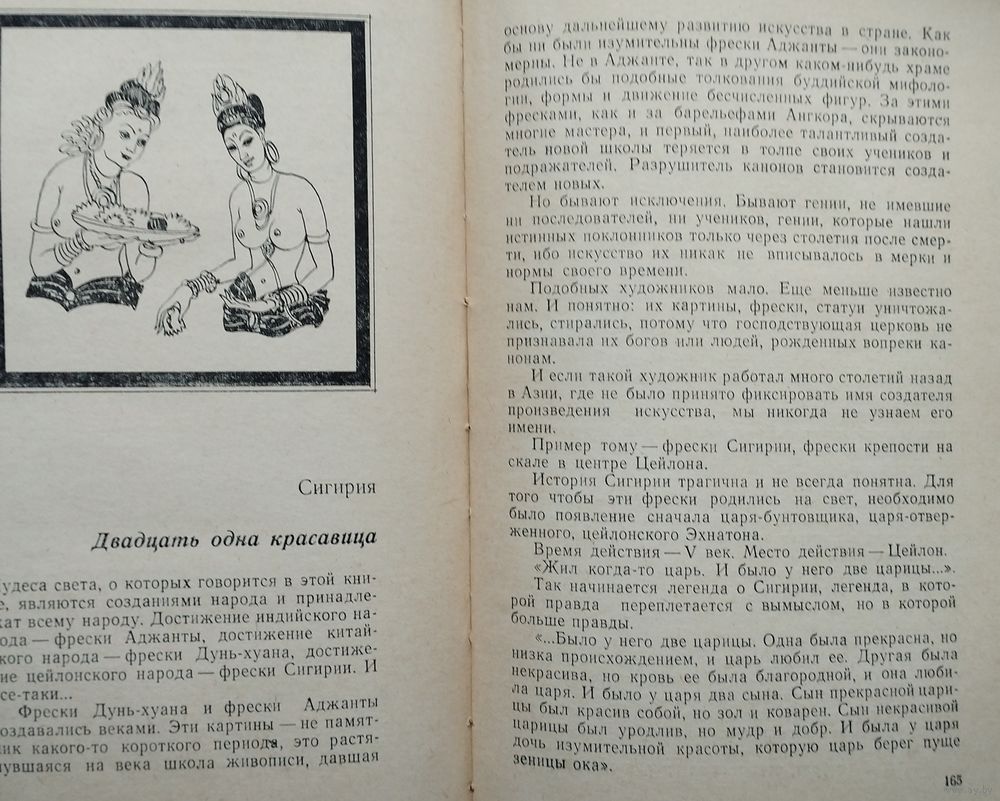 Сигирия
Двадцать одна красавица
удеса света, о которых говорится в этой кни-
е, являются созданиями народа и принадле-
жат всему народу. Достижение индийского на-
рода — фрески Аджанты, достижение китай-
ского народа — фрески Дунь-хуана, достиже-
ние цейлонского народа — фрески Сигирии. И
се-таки...
Фрески Дунь-хуана и фрески Аджанты
создавались веками. Эти картины — не памят-
ник какого-то короткого периода, это растя-
нувшаяся на века школа живописи, давшая
основу дальнейшему развитию искусства в стране. Как
бы ни были изумительны фрески Аджанты — они законо-
мерны. Не в Аджанте, так в другом каком-нибудь храме
родились бы подобные толкования буддийской мифоло-
гии, формы и движение бесчисленных фигур. За этими
фресками, как и за барельефами Ангкора, скрываются
многие мастера, и первый, наиболее талантливый созда-
тель новой школы теряется в толпе своих учеников и
подражателей. Разрушитель канонов становится созда-
телем новых.
Но бывают исключения. Бывают гении, не имевшие
ни последователей, ни учеников, гении, которые нашли
истинных поклонников только через столетия после смер-
ти, ибо искусство их никак не вписывалось в мерки и
нормы своего времени.
Подобных художников мало. Еще меньше известно
нам. И понятно: их картины, фрески, статуи уничтожа-
лись, стирались, потому что господствующая церковь не
признавала их богов или людей, рожденных вопреки ка-
нонам.
И если такой художник работал много столетий назад
в Азии, где не было принято фиксировать имя создателя
произведения искусства, мы никогда не узнаем его
имени.
Пример тому — фрески Сигирии, фрески крепости на
скале в центре Цейлона.
История Сигирии трагична и не всегда понятна. Для
того чтобы эти фрески родились на свет, необходимо
было появление сначала царя-бунтовщика, царя-отвер-
женного, цейлонского Эхнатона.
Время действия — V век. Место действия — Цейлон.
«Жил когда-то царь. И было у него две царицы...».
Так начинается легенда о Сигирии, легенда, в кото-
рой правда переплетается с вымыслом, но в которой
больше правды.
«...Было у него две царицы. Одна была прекрасна, но
низка происхождением, и царь любил ее. Другая была
некрасива, но кровь ее была благородной, и она люби-
ла царя. И было у царя два сына. Сын прекрасной цари-
цы был красив собой, но зол и коварен. Сын некрасивой
царицы был уродлив, но мудр и добр. И была у царя
дочь изумительной красоты, которую царь берег пуще
зеницы ока».
165